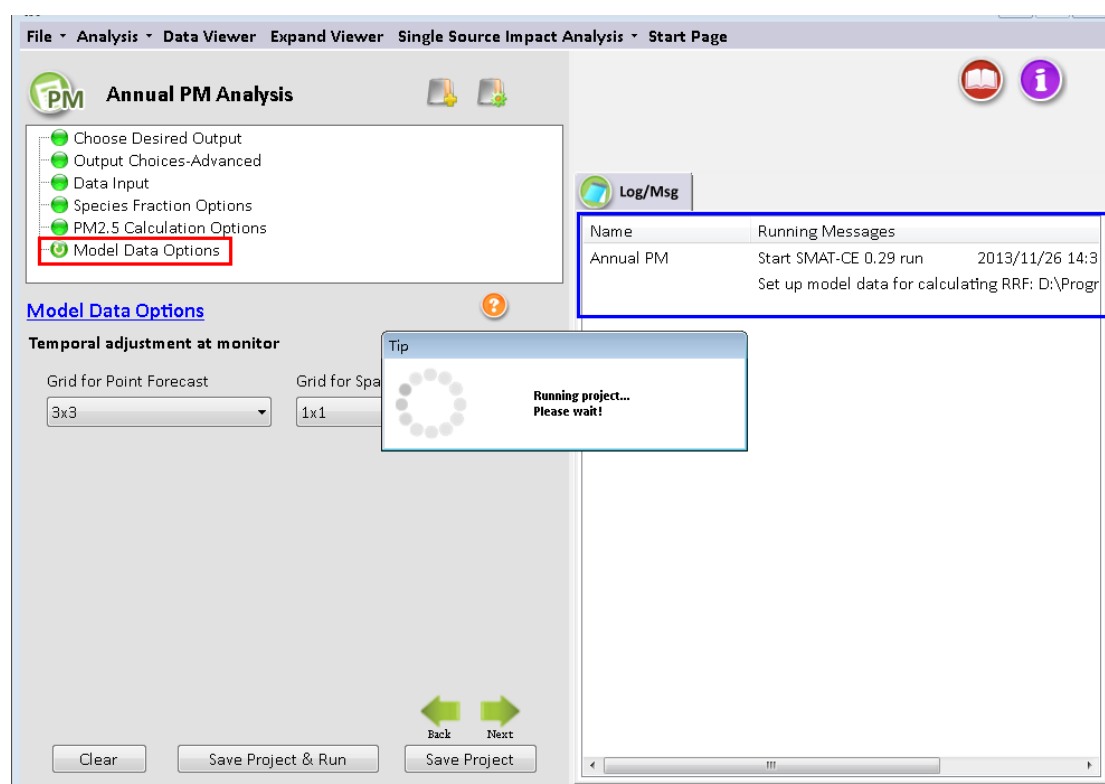 File Analysis Data Viewer Expand Viewer Single Source Impact Analysis Start Page
PM Annual PM Analysis
Choose Desired Output
Output Choices-Advanced
Data Input
Species Fraction Options
PM2.5 Calculation Options
Model Data Options
Model Data Options
?
Temporal adjustment at monitor
Grid for Point Forecast Grid for Spa
3x3 1x1
Tip
Running project...
Please wait!
Back Next
Clear Save Project & Run Save Project
i
Log/Msg
Name Running Messages
Annual PM Start SMAT-CE 0.29 run 2013/11/26 14:3
Set up model data for calculating RRF: D:\Progr